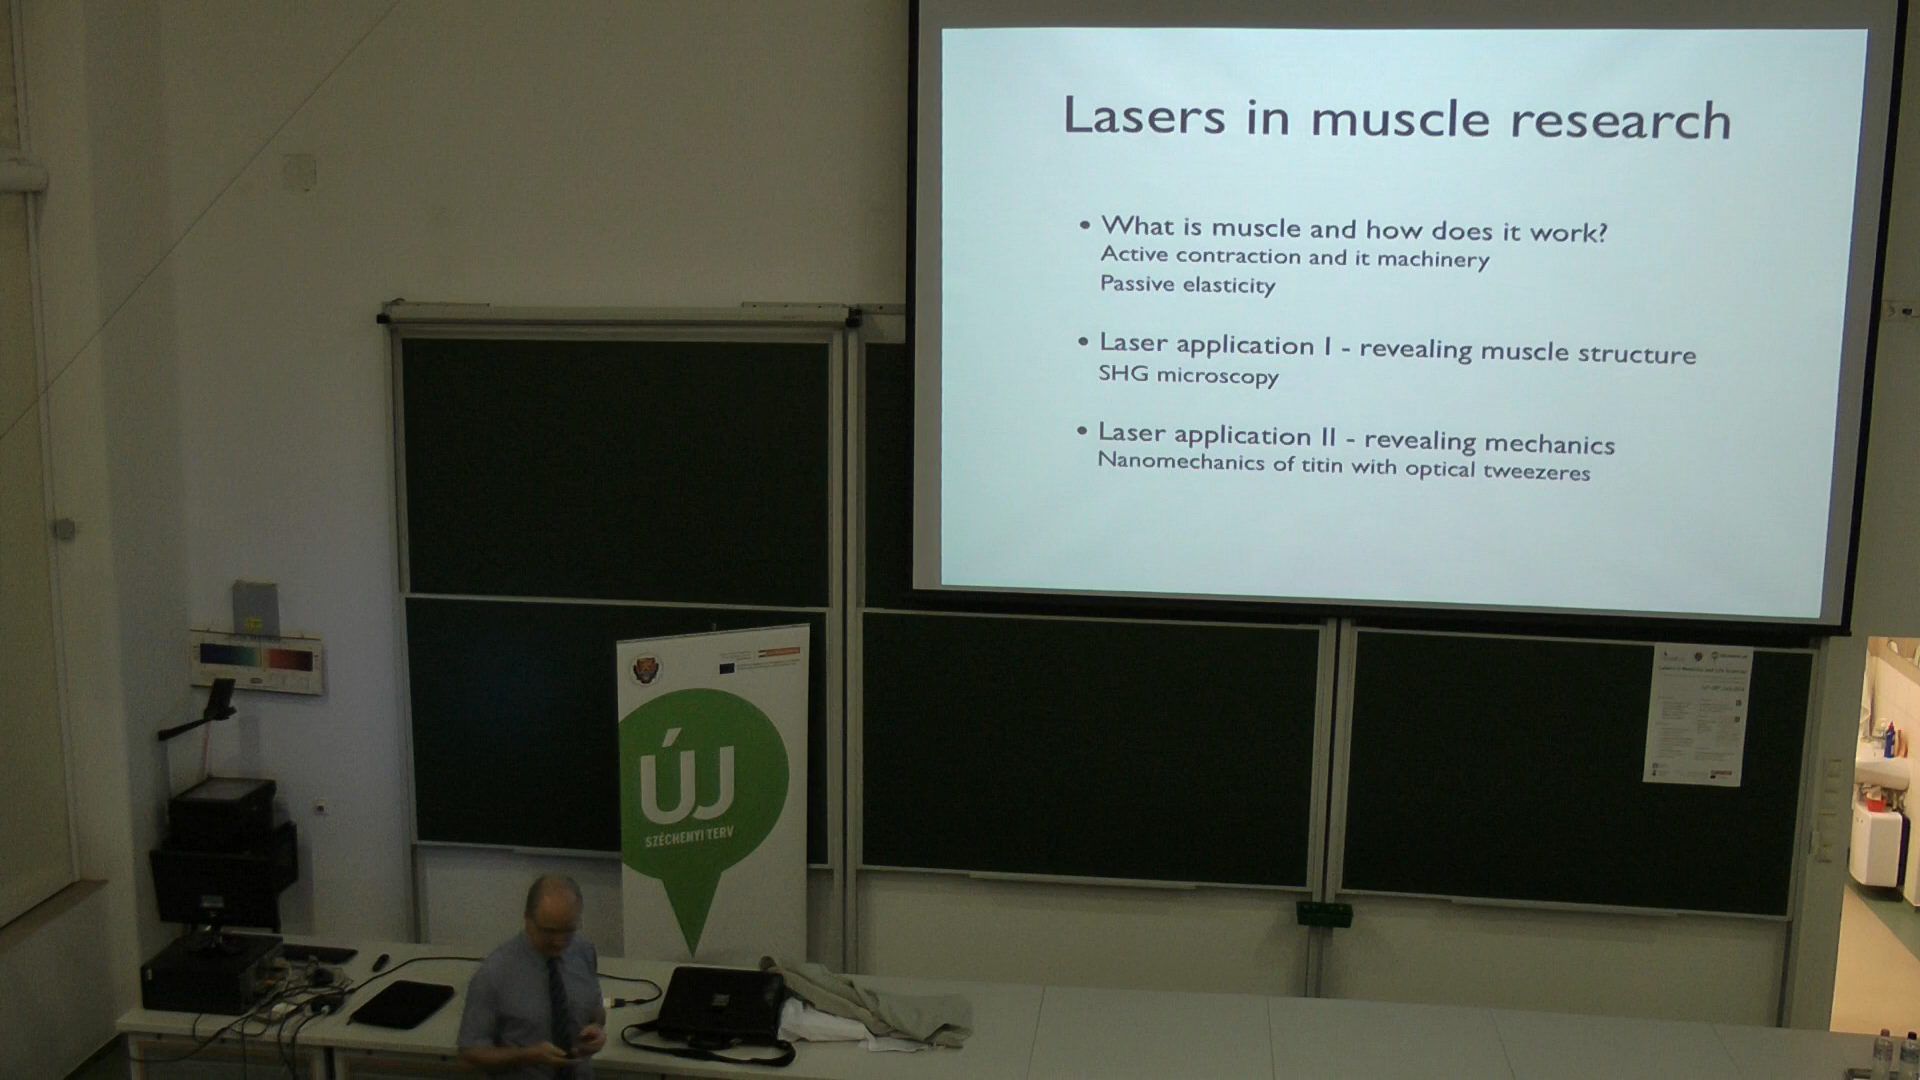 Lasers in muscle research
• What is muscle and how does it work?
Active contraction and it machinery
Passive elasticity
• Laser application I - revealing muscle structure
SHG microscopy
• Laser application II - revealing mechanics
Nanomechanics of titin with optical tweezeres
ÚJ
SZÉCHENYI TERV